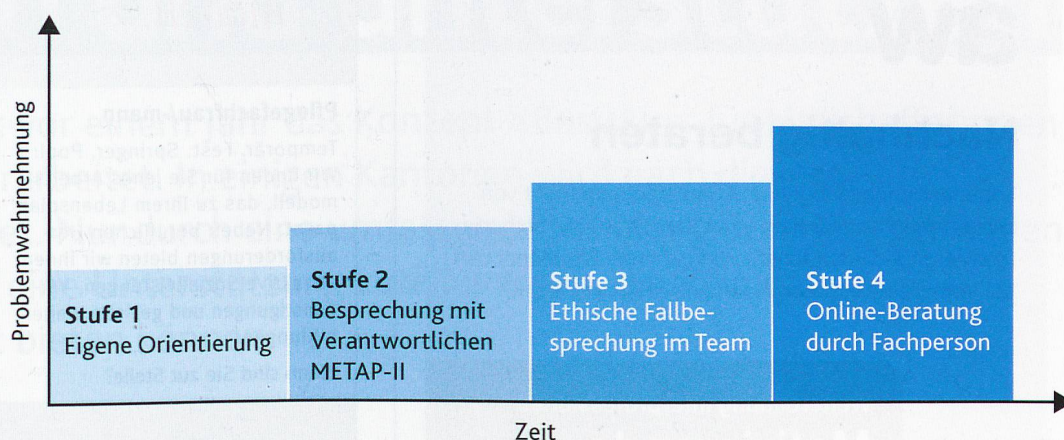 Problemwahrnehmung
Stufe 1
Eigene Orientierung
Stufe 2
Besprechung mit
Verantwortlichen
METAP-II
Stufe 3
Ethische Fallbe-
sprechung im Team
Stufe 4
Online-Beratung
durch Fachperson
Zeit